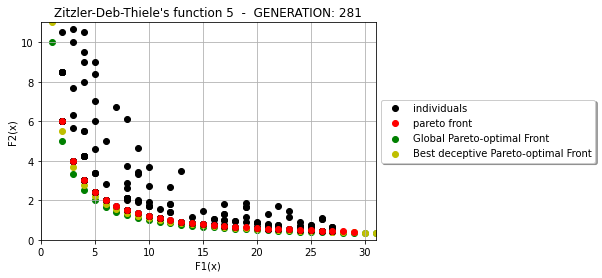 Zitzler-Deb-Thiele's function 5 - GENERATION: 281
10
8
6
4
2
0
F2(x)
0 5 10 15 20 25 30
F1(x)
individuals
pareto front
Global Pareto-optimal Front
Best deceptive Pareto-optimal Front